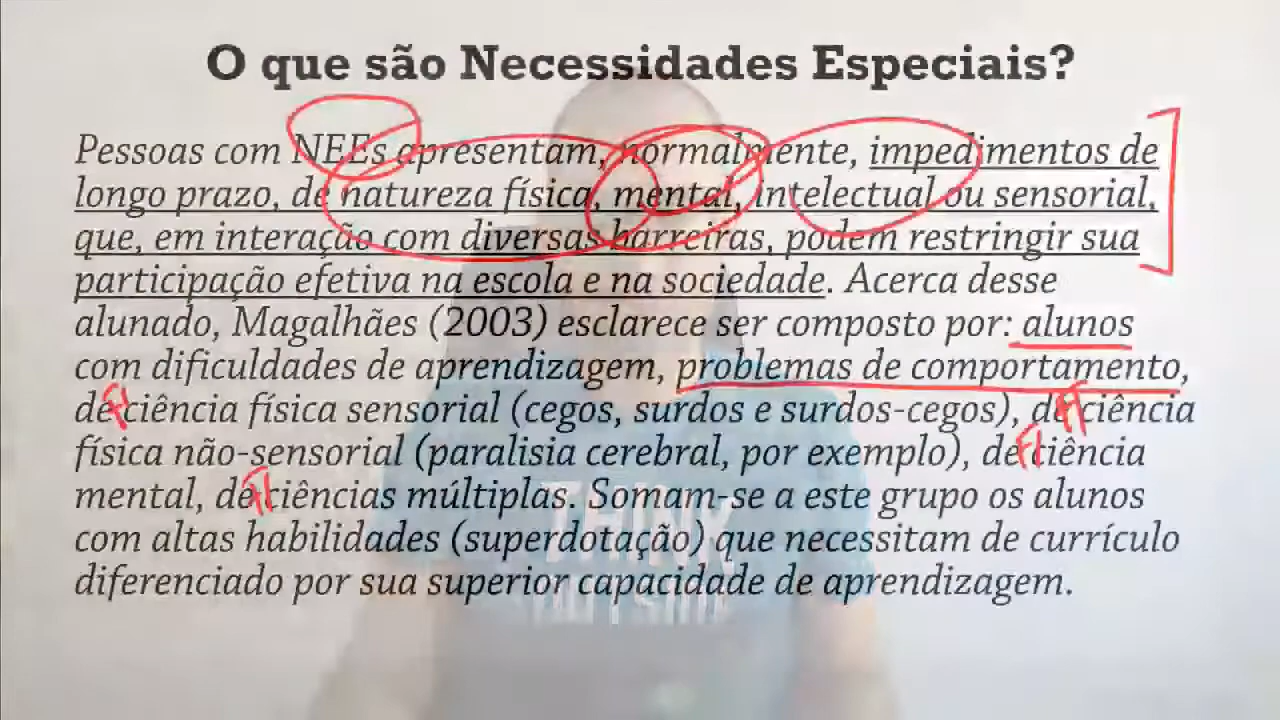 O que são Necessidades Especiais?
Pessoas com NEEs apresentam, normalmente, impedimentos de
longo prazo, de natureza física, mental, intelectual ou sensorial,
que, em interação com diversas barreiras, podem restringir sua
participação efetiva na escola e na sociedade. Acerca desse
alunado, Magalhães (2003) esclarece ser composto por: alunos
com dificuldades de aprendizagem, problemas de comportamento,
deficiência física sensorial (cegos, surdos e surdos-cegos), deficiência
física não-sensorial (paralisia cerebral, por exemplo), deficiência
mental, deficiências múltiplas. Somam-se a este grupo os alunos
com altas habilidades (superdotação) que necessitam de currículo
diferenciado por sua superior capacidade de aprendizagem.
THINK